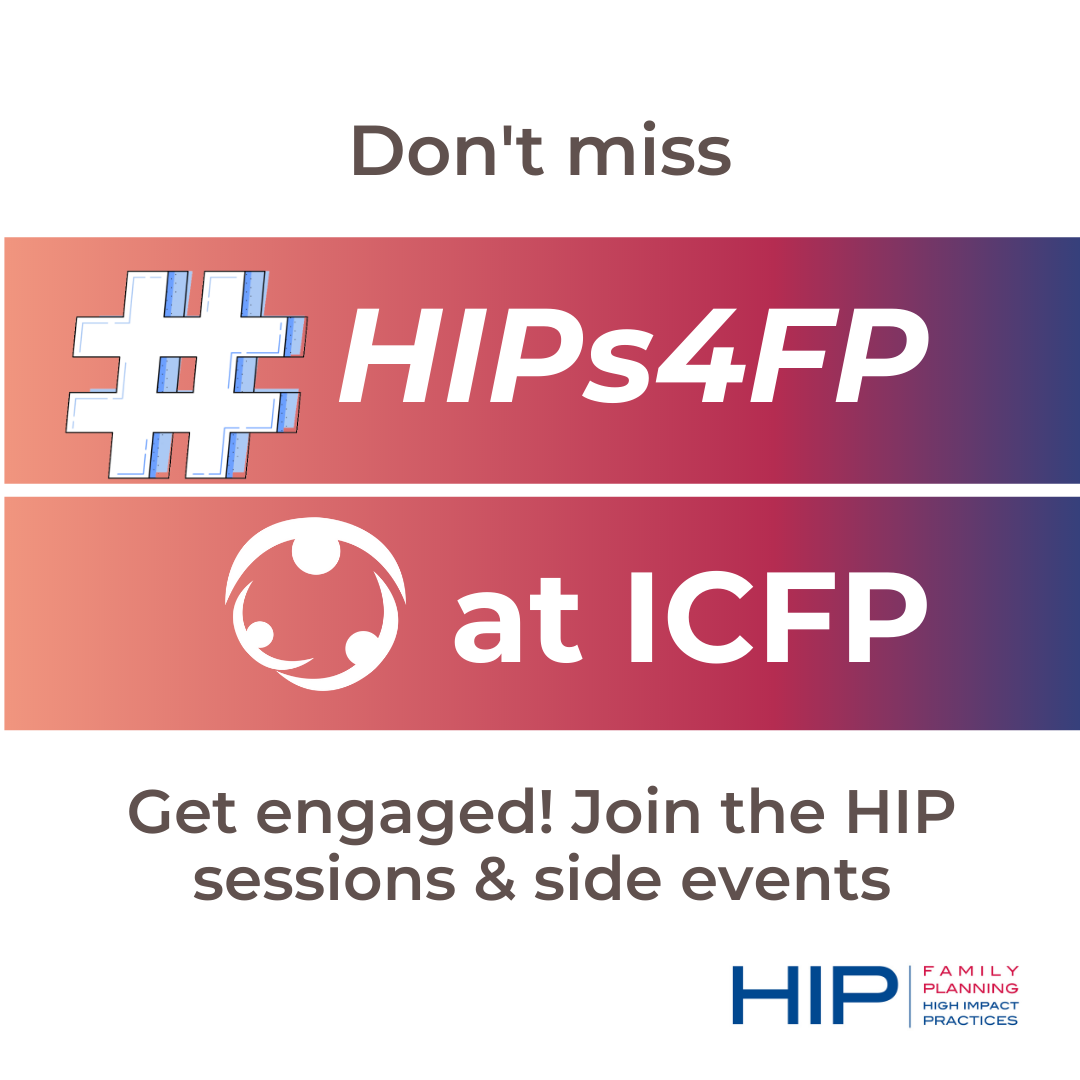 Don't miss
#HIPs4FP
at ICFP
Get engaged! Join the HIP
sessions & side events
HIP
FAMILY
PLANNING
HIGH IMPACT
PRACTICES